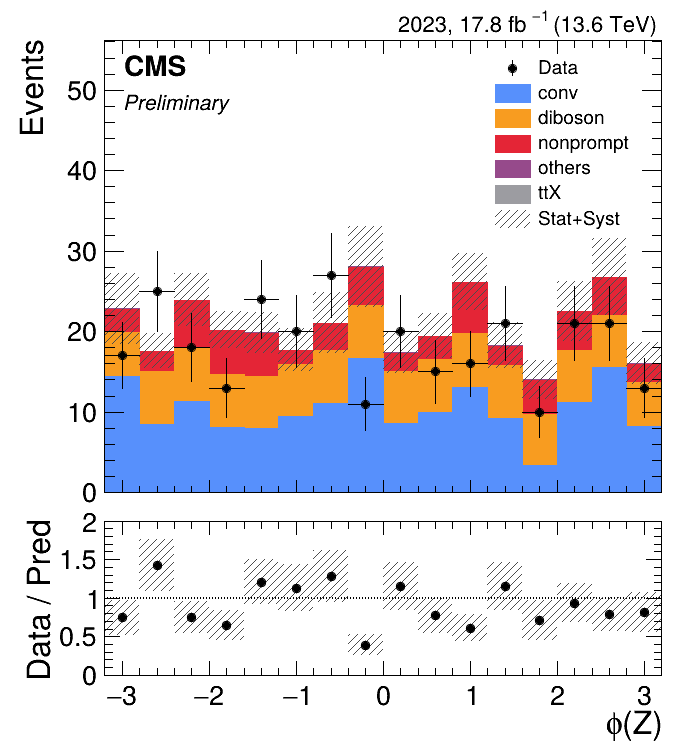 2023, 17.8 fb⁻¹ (13.6 TeV)
Events
CMS
Preliminary
Data
conv
diboson
nonprompt
others
ttX
Stat+Syst
50
40
30
20
10
0
Data / Pred
2
1.5
1
0.5
0
−3 −2 −1 0 1 2 3
ϕ(Z)